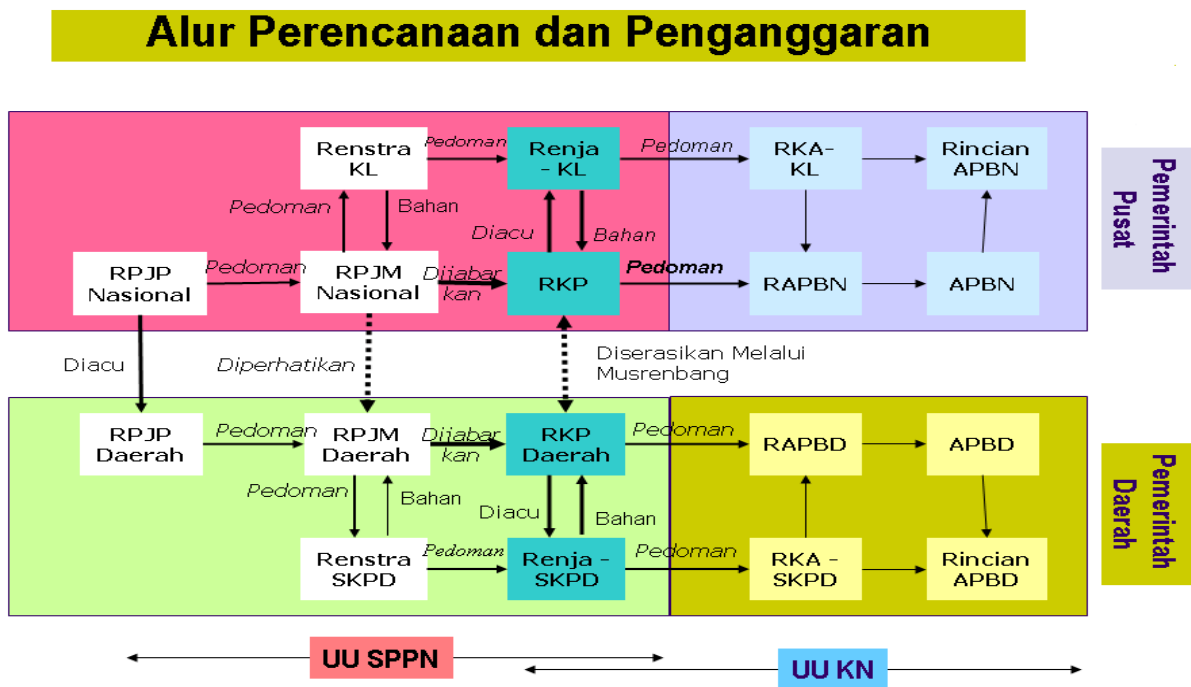 Alur Perencanaan dan Penganggaran
Renstra
KL
Pedoman
Renja
- KL
Pedoman
RKA-
KL
Rincian
APBN
Pedoman
Bahan
Diacu
Bahan
RPJP
Nasional
Pedoman
RPJM
Nasional
Dijabar
kan
RKP
Pedoman
RAPBN
APBN
Pemerintah
Pusat
Diacu
Diperhatikan
Diserasikan Melalui
Musrenbang
RPJP
Daerah
Pedoman
RPJM
Daerah
Dijabar
kan
RKP
Daerah
Pedoman
RAPBD
APBD
Pedoman
Bahan
Diacu
Bahan
Renstra
SKPD
Pedoman
Renja -
SKPD
Pedoman
RKA -
SKPD
Rincian
APBD
Pemerintah
Daerah
UU SPPN
UU KN